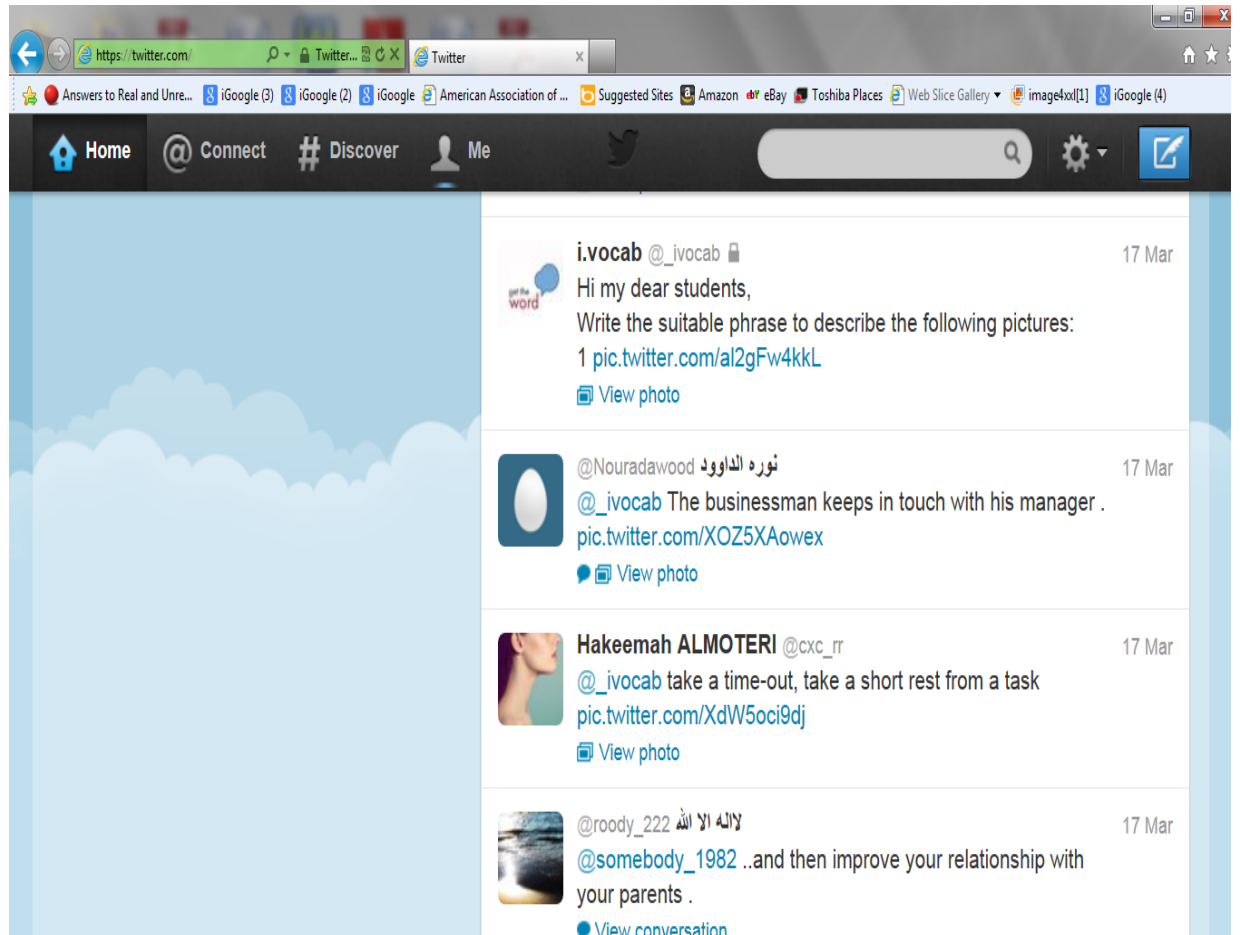 https://twitter.com/ Twitter... Twitter
Answers to Real and Unre... iGoogle (3) iGoogle (2) iGoogle American Association of ... Suggested Sites Amazon eBay Toshiba Places Web Slice Gallery image4xxl[1] iGoogle (4)
Home @ Connect # Discover Me
i.vocab @_ivocab 17 Mar
get the
word
Hi my dear students,
Write the suitable phrase to describe the following pictures:
1 pic.twitter.com/al2gFw4kkL
View photo
@Nouradawood نوره الداوود 17 Mar
@_ivocab The businessman keeps in touch with his manager .
pic.twitter.com/XOZ5XAowex
View photo
Hakeemah ALMOTERI @cxc_rr 17 Mar
@_ivocab take a time-out, take a short rest from a task
pic.twitter.com/XdW5oci9dj
View photo
@roody_222 لااله الا الله 17 Mar
@somebody_1982 ..and then improve your relationship with
your parents .
View conversation